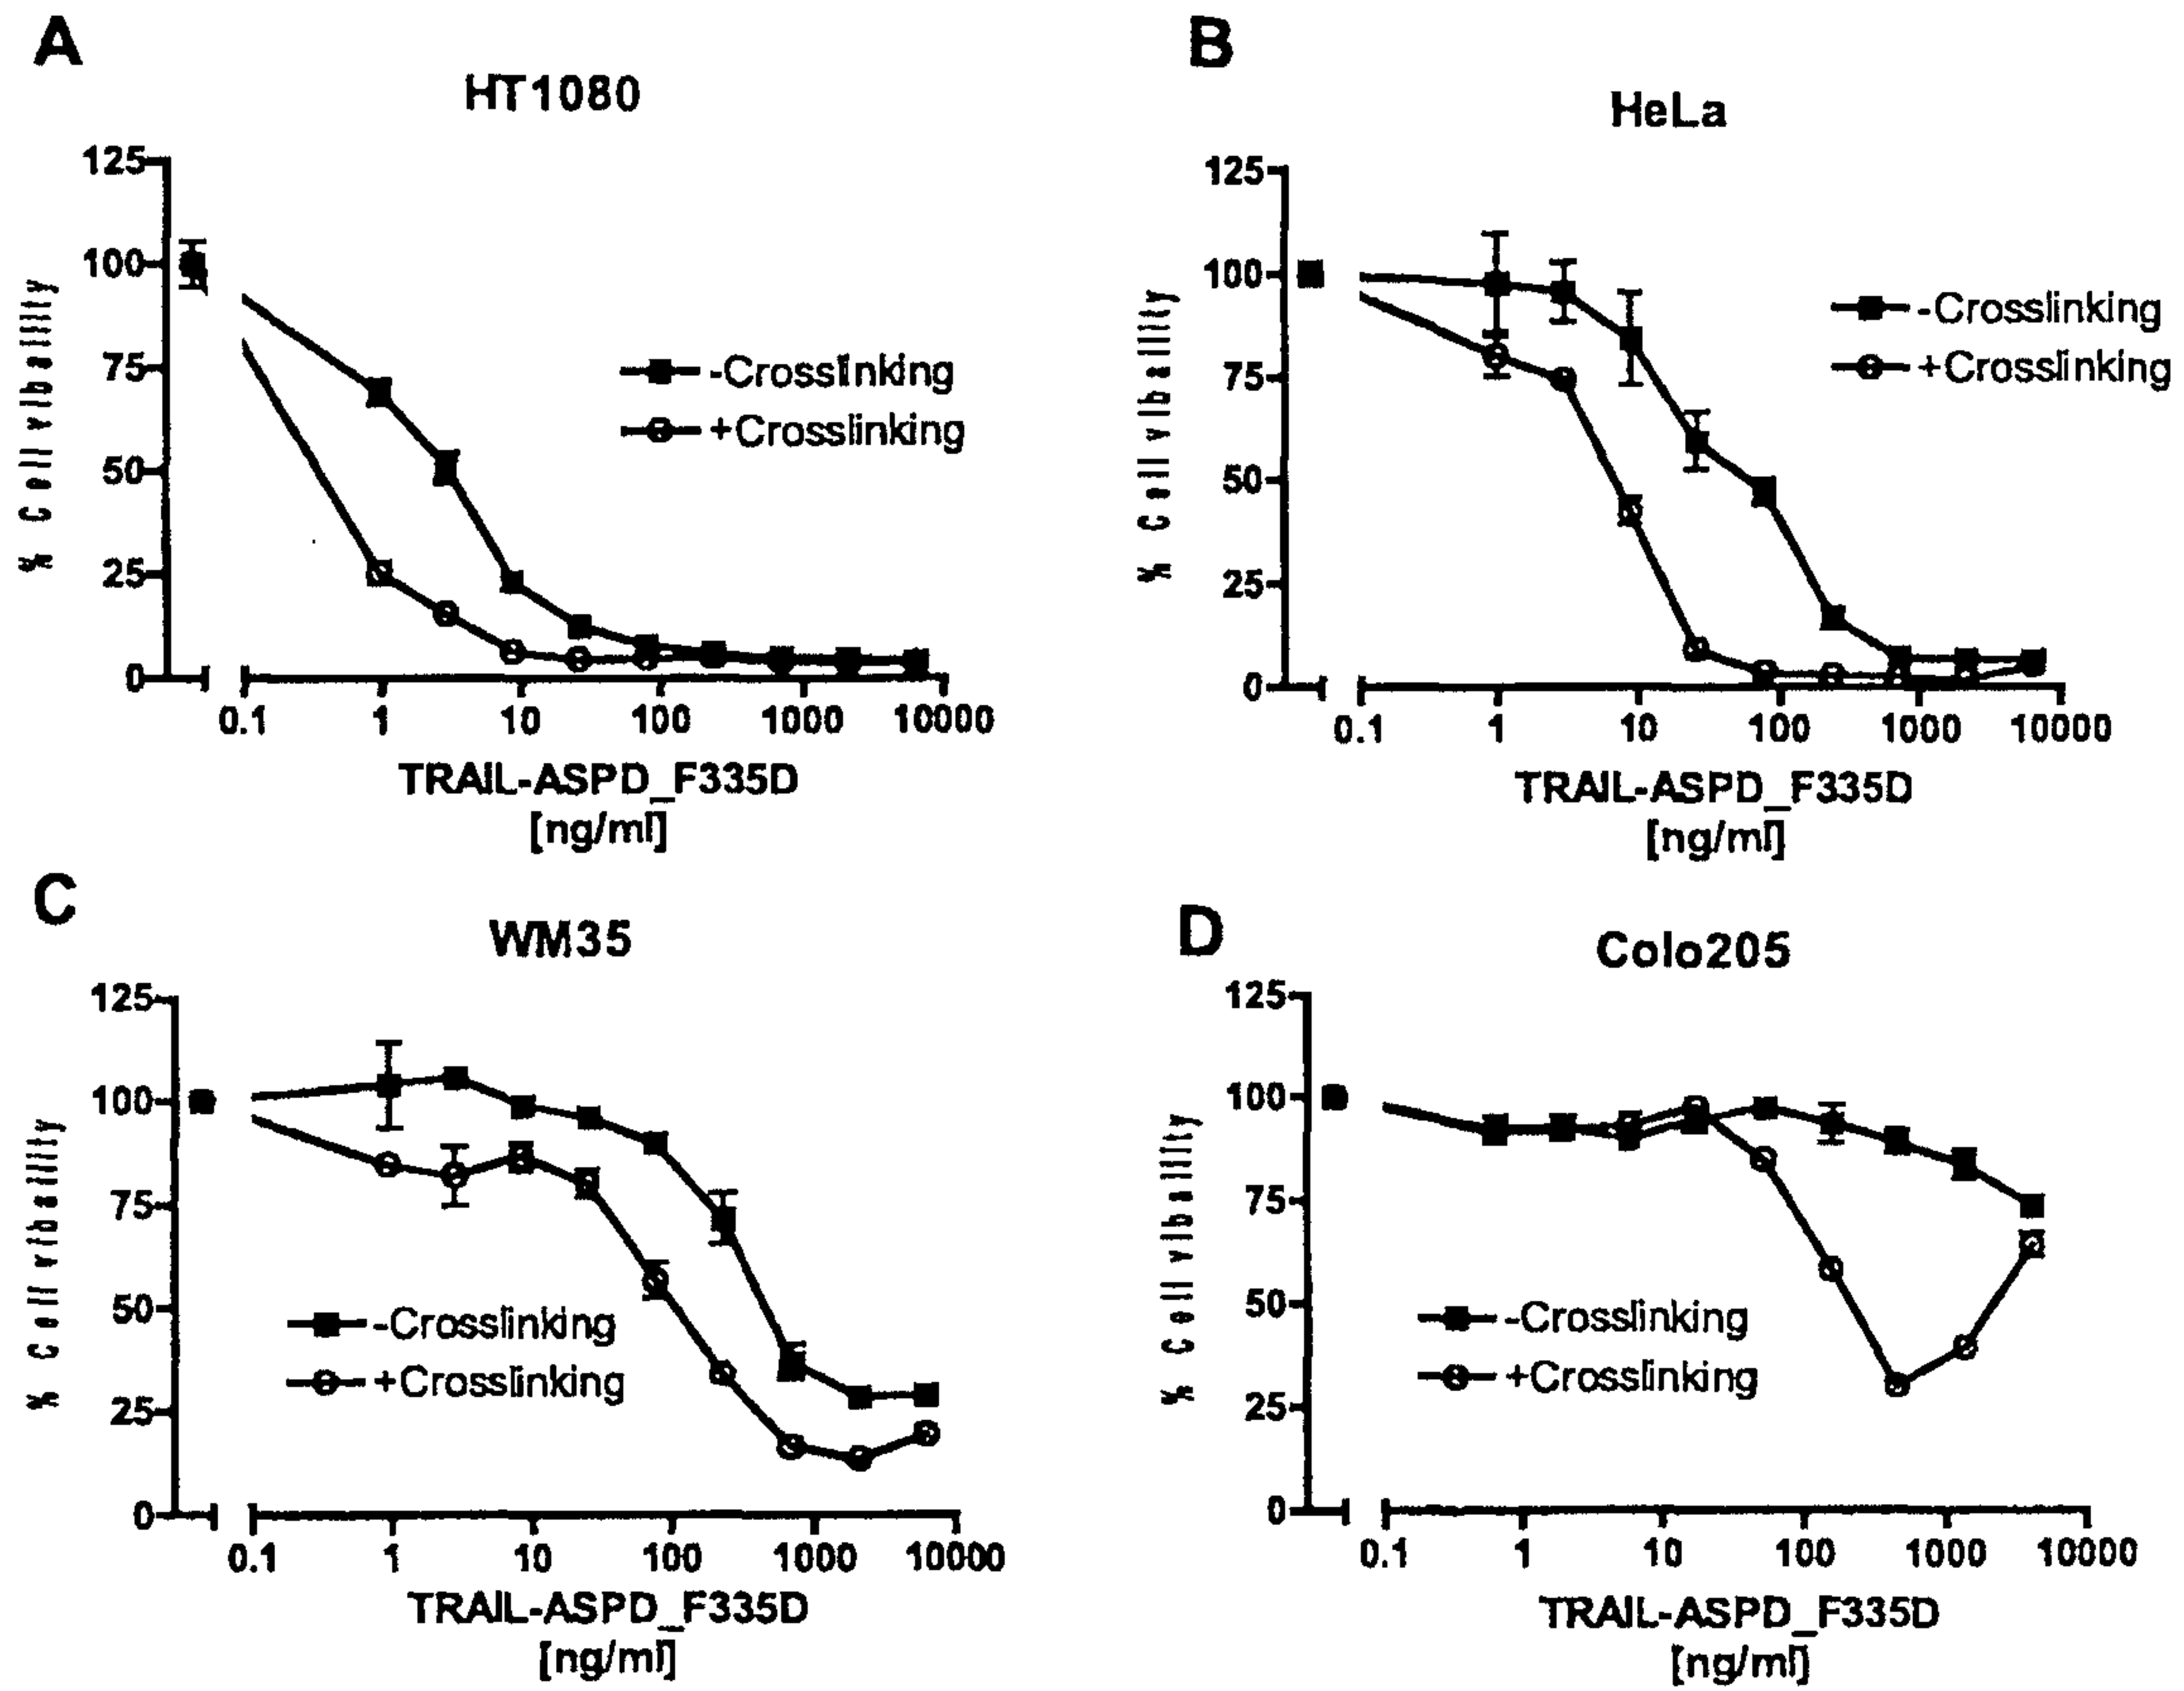 A
HT1080
125
100
75
50
25
0
% Cell vibaility
-Crosslinking
+Crosslinking
0.1 1 10 100 1000 10000
TRAIL-ASPD_F335D
[ng/ml]
B
HeLa
125
100
75
50
25
0
% Cell vibaility
-Crosslinking
+Crosslinking
0.1 1 10 100 1000 10000
TRAIL-ASPD_F335D
[ng/ml]
C
WM35
125
100
75
50
25
0
% Cell vibaility
-Crosslinking
+Crosslinking
0.1 1 10 100 1000 10000
TRAIL-ASPD_F335D
[ng/ml]
D
Colo205
125
100
75
50
25
0
% Cell vibaility
-Crosslinking
+Crosslinking
0.1 1 10 100 1000 10000
TRAIL-ASPD_F335D
[ng/ml]